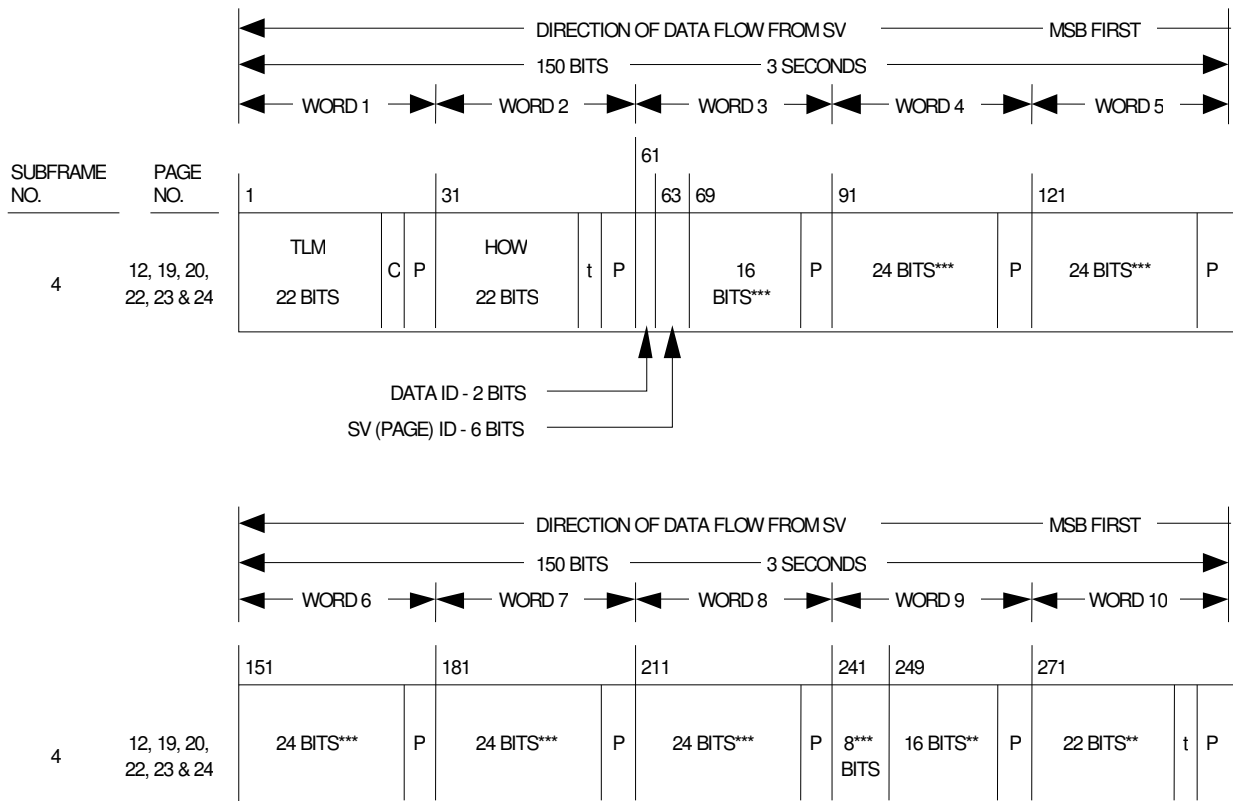 DIRECTION OF DATA FLOW FROM SV MSB FIRST
150 BITS 3 SECONDS
WORD 1 WORD 2 WORD 3 WORD 4 WORD 5
SUBFRAME NO. PAGE NO.
1 31 61 63 69 91 121
4
12, 19, 20,
22, 23 & 24
TLM
22 BITS
C P
HOW
22 BITS
t P
16
BITS***
P
24 BITS***
P
24 BITS***
P
DATA ID - 2 BITS
SV (PAGE) ID - 6 BITS
DIRECTION OF DATA FLOW FROM SV MSB FIRST
150 BITS 3 SECONDS
WORD 6 WORD 7 WORD 8 WORD 9 WORD 10
151 181 211 241 249 271
4
12, 19, 20,
22, 23 & 24
24 BITS***
P
24 BITS***
P
24 BITS***
P
8***
BITS
16 BITS**
P
22 BITS**
t P